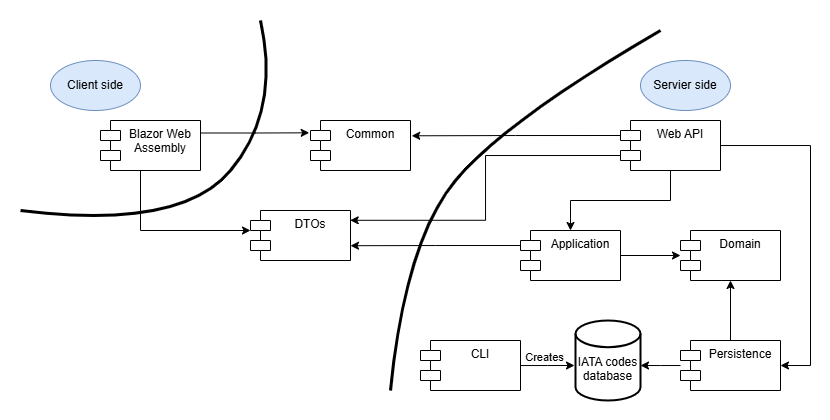 Client side
Servier side
Blazor Web
Assembly
Common
Web API
DTOs
Application
Domain
CLI
Creates
IATA codes
database
Persistence